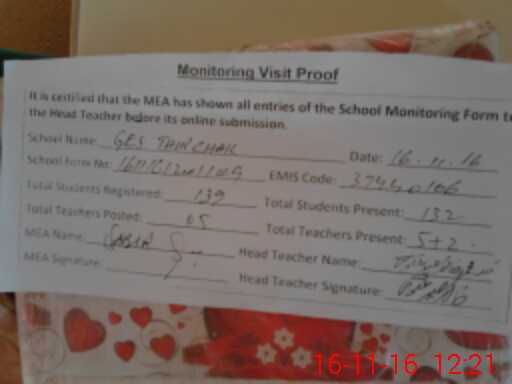 Monitoring Visit Proof
It is certified that the MEA has shown all entries of the School Monitoring Form to
the Head Teacher before its online submission.
School Name: GES THIRCHAK Date: 16-11-16
School Form No: EMIS Code: 37440106
Total Students Registered: 139 Total Students Present: 132
Total Teachers Posted: 05 Total Teachers Present: 5+2
MEA Name: SABIR Head Teacher Name:
MEA Signature: Head Teacher Signature:
16-11-16 12:21